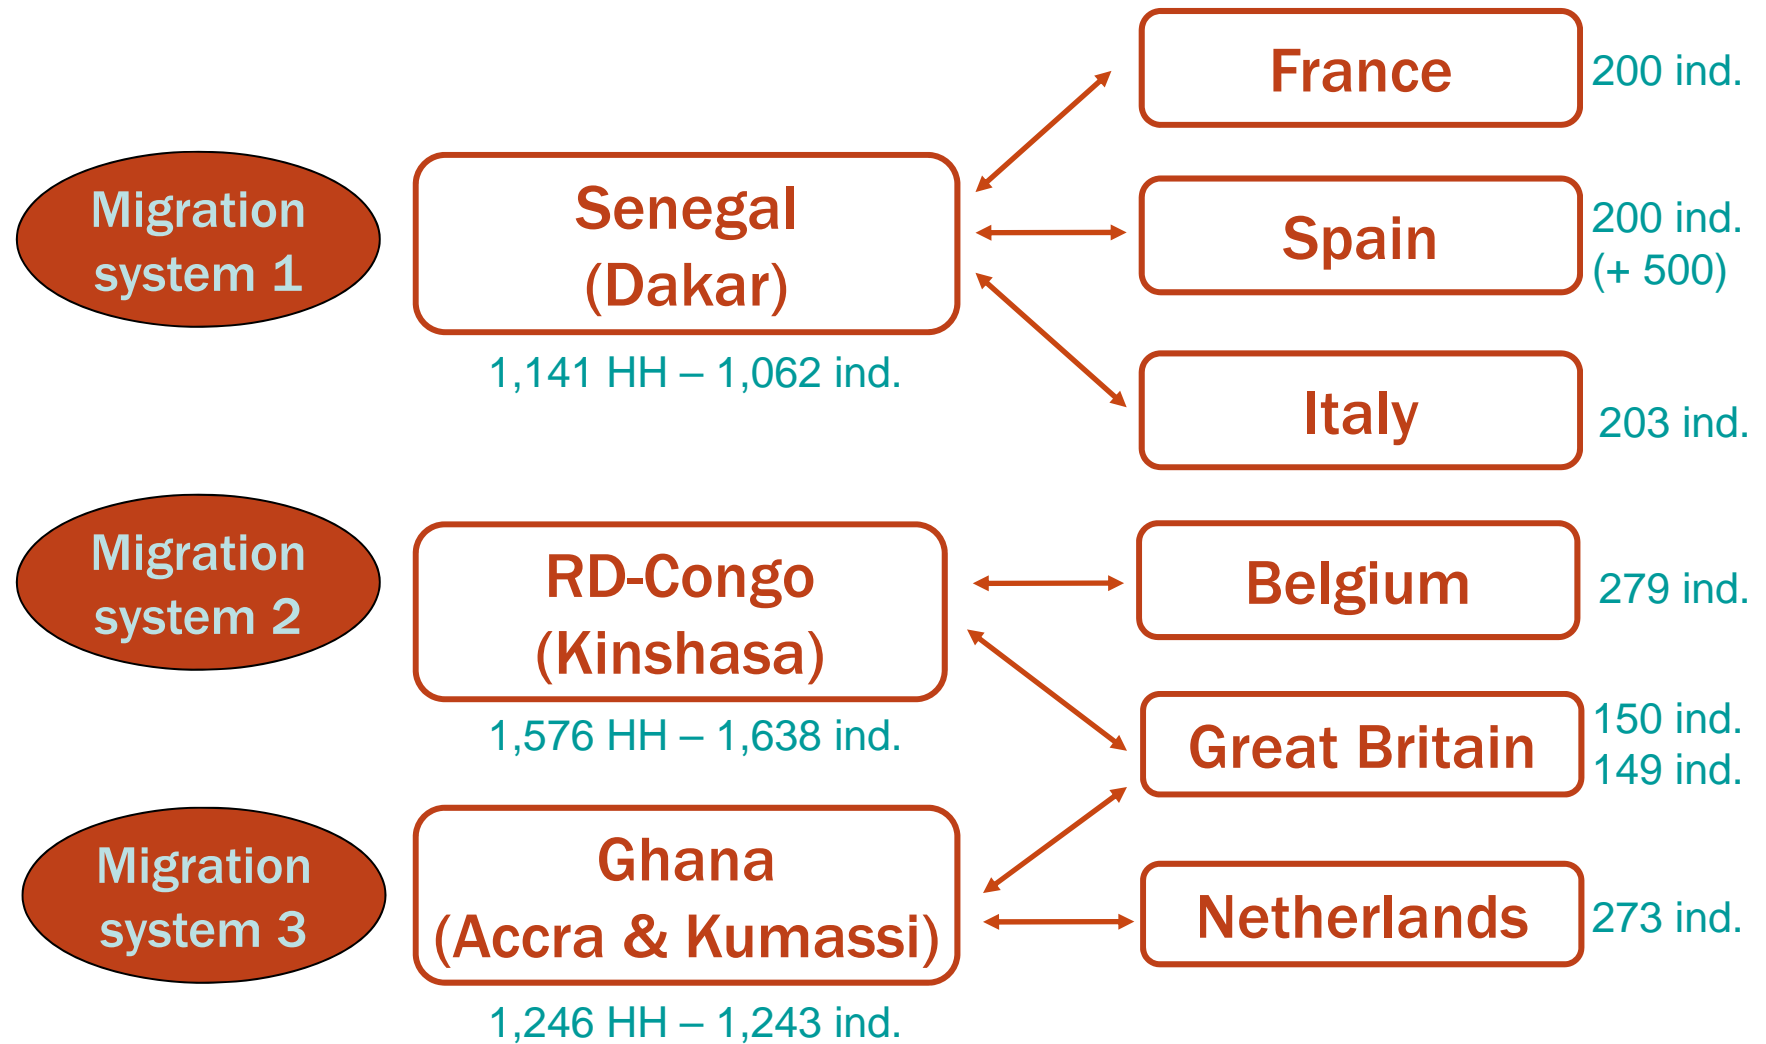 Migration
system 1
Senegal
(Dakar)
1,141 HH – 1,062 ind.
France
200 ind.
Spain
200 ind.
(+ 500)
Italy
203 ind.
Migration
system 2
RD-Congo
(Kinshasa)
1,576 HH – 1,638 ind.
Belgium
279 ind.
Great Britain
150 ind.
149 ind.
Migration
system 3
Ghana
(Accra & Kumassi)
1,246 HH – 1,243 ind.
Netherlands
273 ind.